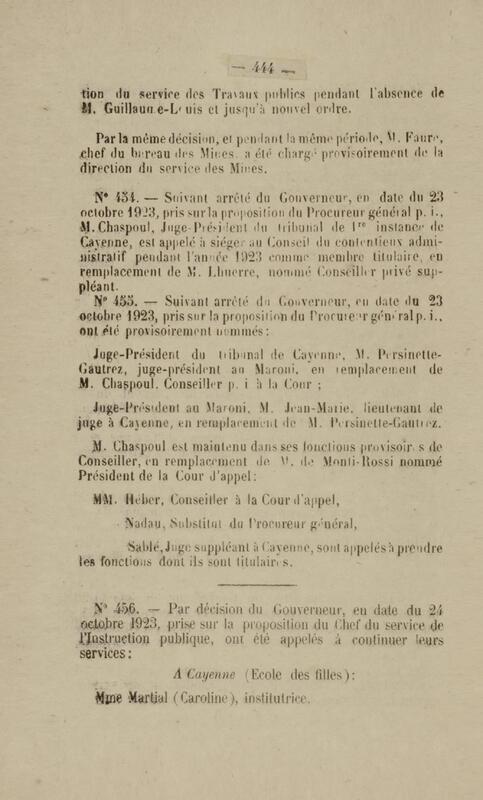 — 444 —
tion du service des Travaux publics pendant l'absence de
M. Guillaume-Louis et jusqu'à nouvel ordre.
Par la même décision, et pendant la même période, M. Faure,
chef du bureau des Mines, a été chargé provisoirement de la
direction du service des Mines.
N° 454. — Suivant arrêté du Gouverneur, en date du 23
octobre 1923, pris sur la proposition du Procureur général p. i.,
M. Chaspoul, Juge-Président du tribunal de 1re instance de
Cayenne, est appelé à siéger au Conseil du contentieux admi-
nistratif pendant l'année 1923 comme membre titulaire, en
remplacement de M. Lhuerre, nommé Conseiller privé sup-
pléant.
N° 455. — Suivant arrêté du Gouverneur, en date du 23
octobre 1923, pris sur la proposition du Procureur général p. i.,
ont été provisoirement nommés :
Juge-Président du tribunal de Cayenne, M. Persinette-
Gautrez, juge-président au Maroni, en remplacement de
M. Chaspoul, Conseiller p. i à la Cour ;
Juge-Président au Maroni, M. Jean-Marie, lieutenant de
juge à Cayenne, en remplacement de M. Persinette-Gautrez.
M. Chaspoul est maintenu dans ses fonctions provisoires de
Conseiller, en remplacement de M. de Monti-Rossi nommé
Président de la Cour d'appel :
MM. Héber, Conseiller à la Cour d'appel,
Nadau, Substitut du Procureur général,
Sablé, Juge suppléant à Cayenne, sont appelés à prendre
les fonctions dont ils sont titulaires.
N° 456. — Par décision du Gouverneur, en date du 24
octobre 1923, prise sur la proposition du Chef du service de
l'Instruction publique, ont été appelés à continuer leurs
services :
A Cayenne (Ecole des filles) :
Mme Martial (Caroline), institutrice.